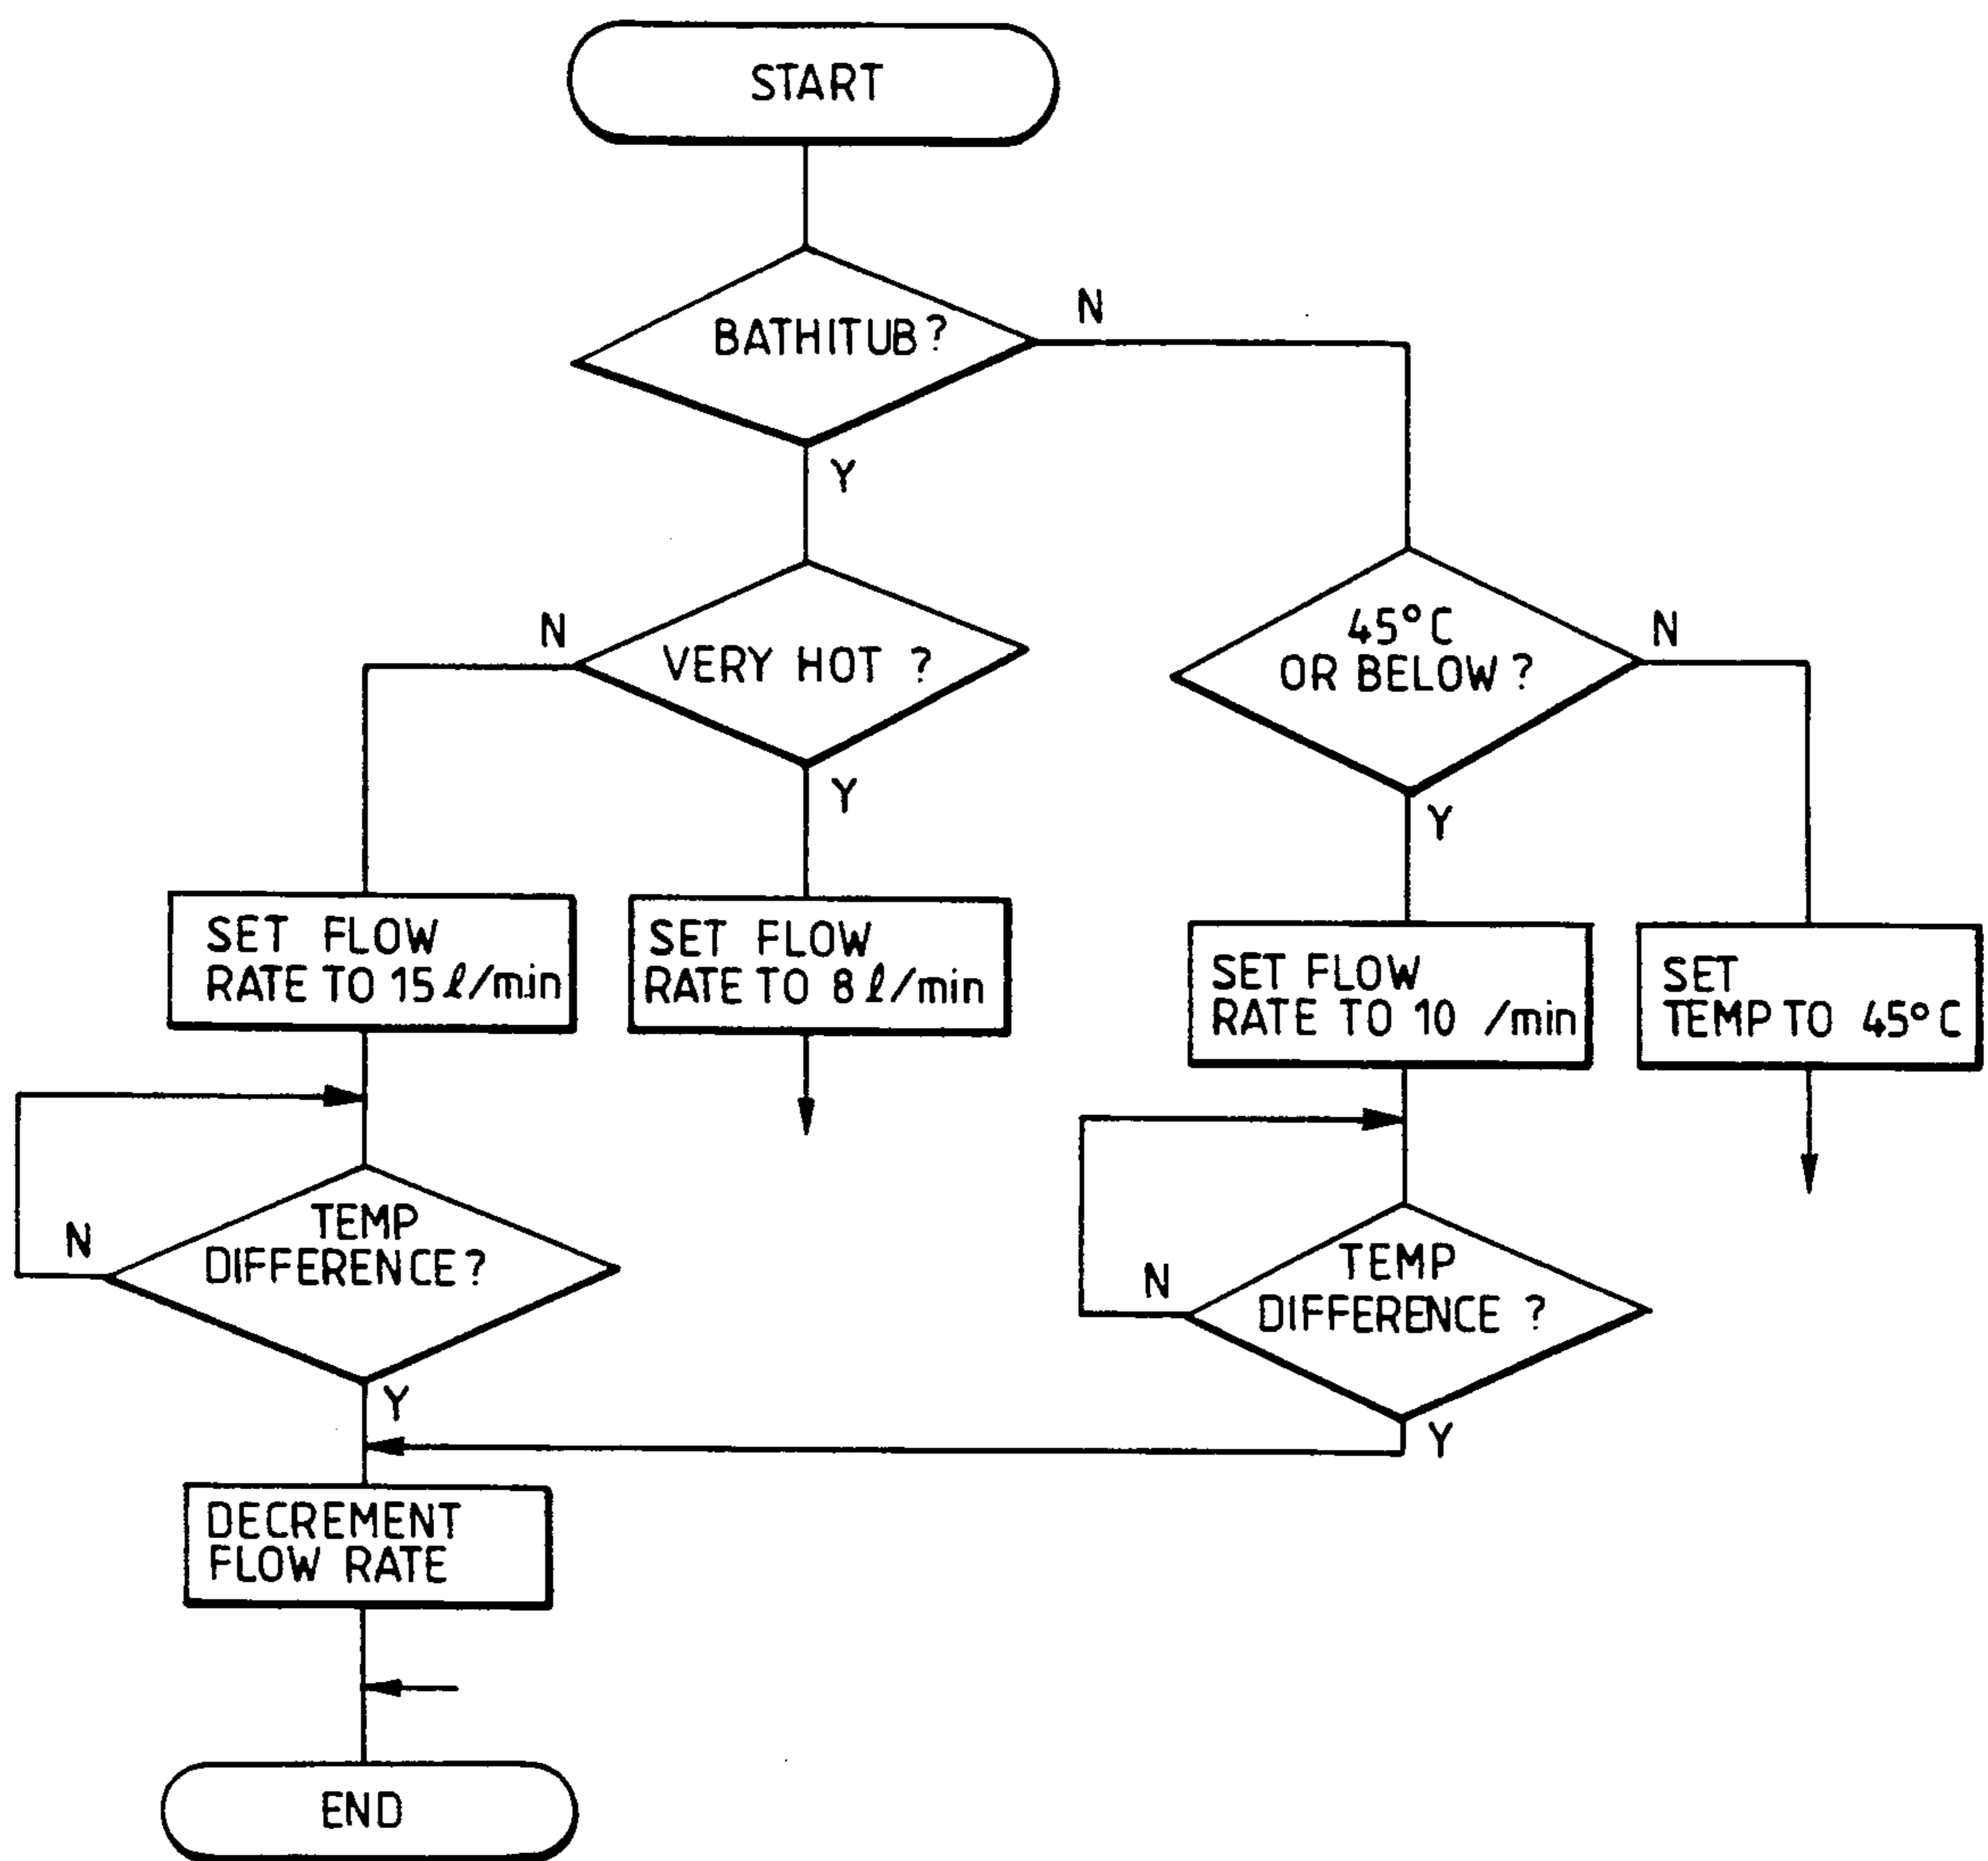 START
BATHITUB?
N
Y
N
VERY HOT ?
Y
45°C
OR BELOW ?
N
Y
SET FLOW
RATE TO 15 ℓ/min
SET FLOW
RATE TO 8 ℓ/min
SET FLOW
RATE TO 10 /min
SET
TEMP TO 45°C
TEMP
DIFFERENCE ?
N
Y
TEMP
DIFFERENCE ?
N
Y
DECREMENT
FLOW RATE
END